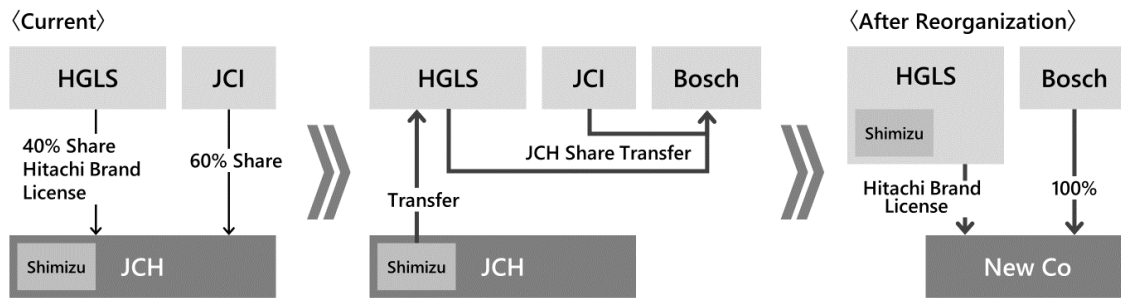 〈Current〉
HGLS
JCI
40% Share
Hitachi Brand
License
60% Share
Shimizu
JCH
HGLS
JCI
Bosch
JCH Share Transfer
Transfer
Shimizu
JCH
〈After Reorganization〉
HGLS
Bosch
Shimizu
Hitachi Brand
License
100%
New Co